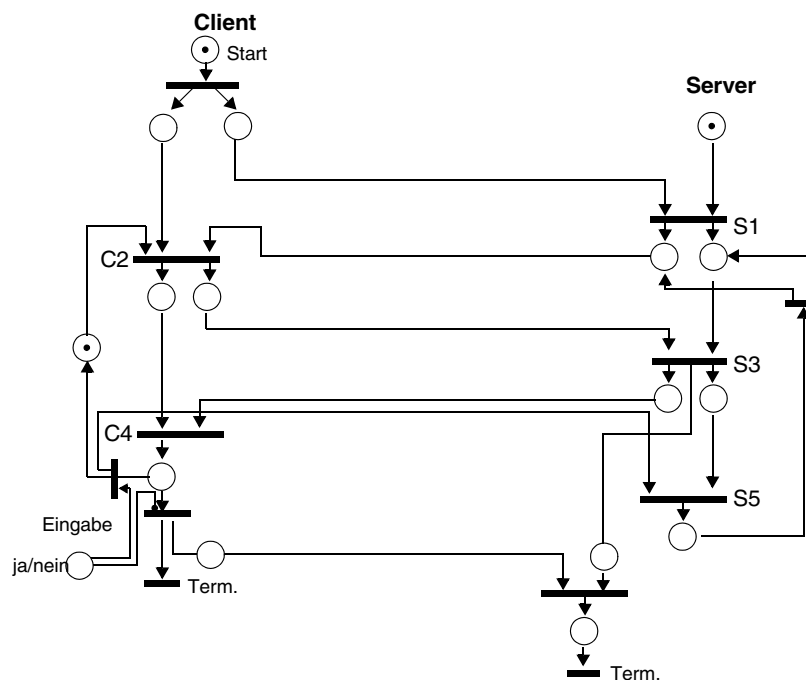 Client
Start
Server
S1
C2
S3
C4
S5
Eingabe
ja/nein
Term.
Term.